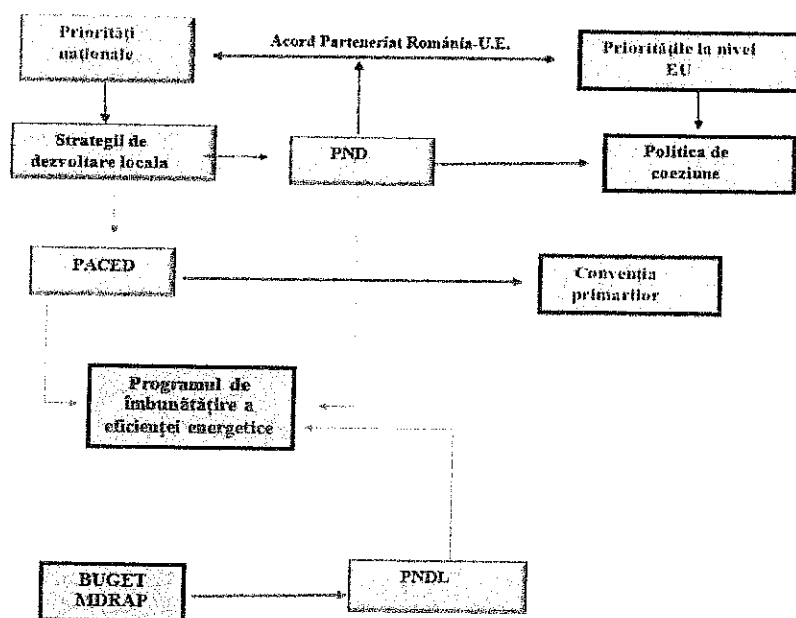 Priorități
naționale
Acord Parteneriat România-U.E.
Prioritățile la nivel
EU
Strategii de
dezvoltare locala
PND
Politica de
coeziune
PACED
Convenția
primarilor
Programul de
îmbunătățire a
eficienței energetice
BUGET
MDRAP
PNDL